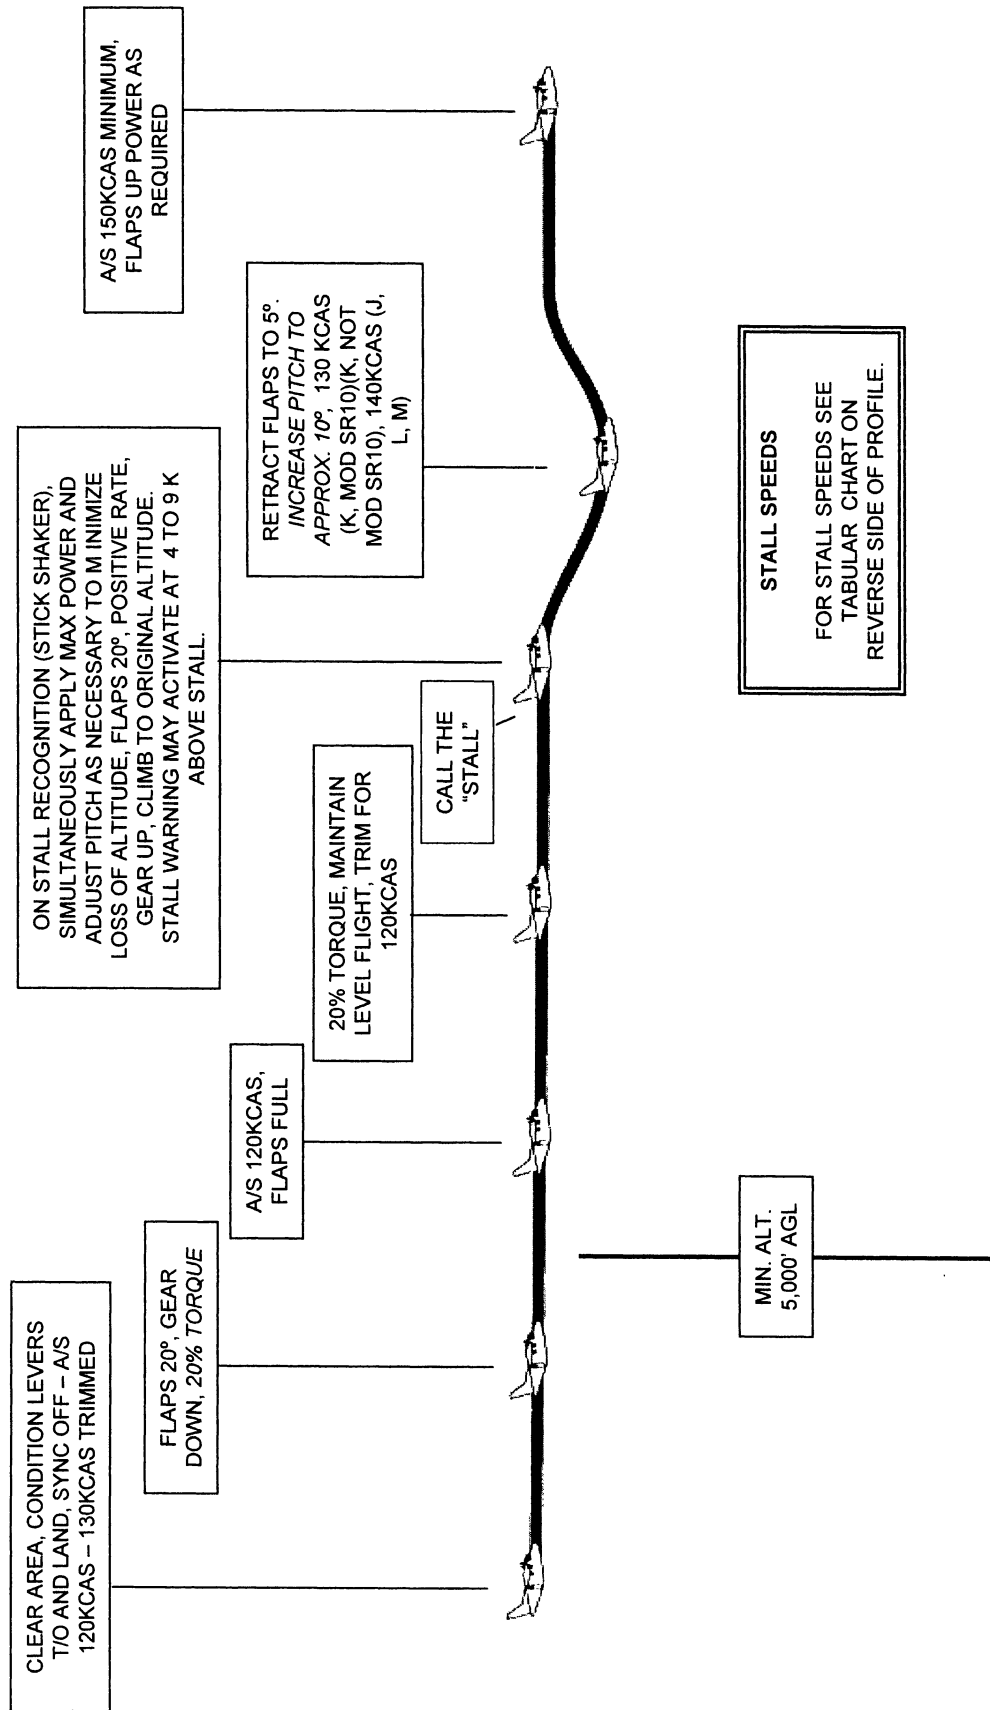 CLEAR AREA, CONDITION LEVERS
T/O AND LAND, SYNC OFF – A/S
120KCAS – 130KCAS TRIMMED
FLAPS 20º, GEAR
DOWN, 20% TORQUE
A/S 120KCAS,
FLAPS FULL
20% TORQUE, MAINTAIN
LEVEL FLIGHT, TRIM FOR
120KCAS
CALL THE
“STALL”
ON STALL RECOGNITION (STICK SHAKER),
SIMULTANEOUSLY APPLY MAX POWER AND
ADJUST PITCH AS NECESSARY TO M INIMIZE
LOSS OF ALTITUDE, FLAPS 20º, POSITIVE RATE,
GEAR UP, CLIMB TO ORIGINAL ALTITUDE.
STALL WARNING MAY ACTIVATE AT 4 TO 9 K
ABOVE STALL.
RETRACT FLAPS TO 5º.
INCREASE PITCH TO
APPROX. 10º, 130 KCAS
(K, MOD SR10)(K, NOT
MOD SR10), 140KCAS (J,
L, M)
A/S 150KCAS MINIMUM,
FLAPS UP POWER AS
REQUIRED
MIN. ALT.
5,000' AGL
STALL SPEEDS
FOR STALL SPEEDS SEE
TABULAR CHART ON
REVERSE SIDE OF PROFILE.